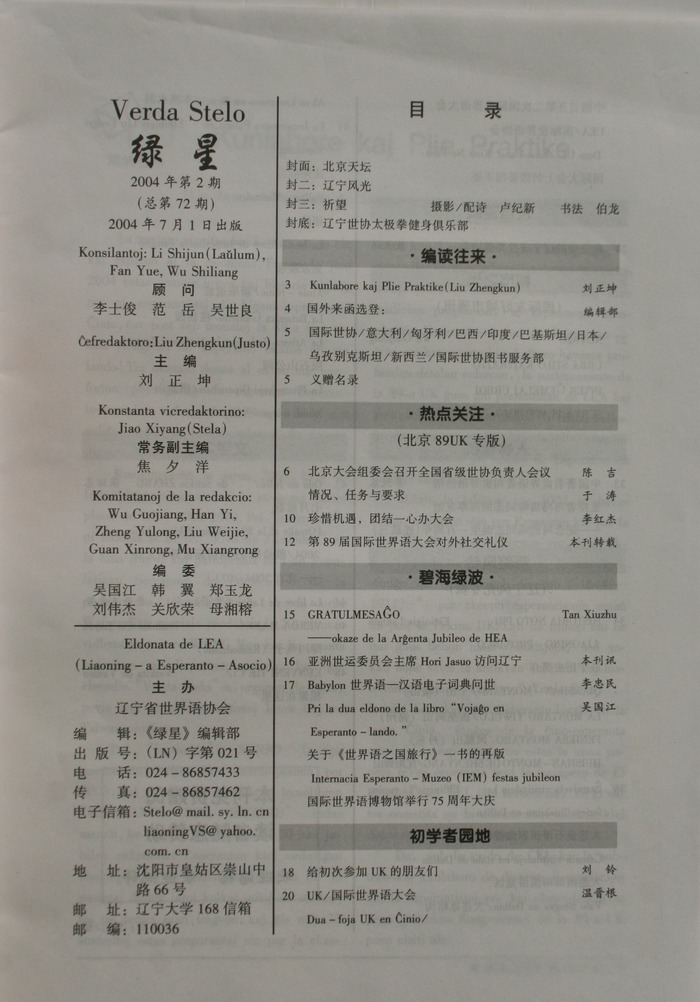 Verda Stelo
绿星
2004 年第 2 期
(总第 72 期)
2004 年 7 月 1 日出版
Konsilantoj: Li Shijun(Laŭlum),
Fan Yue, Wu Shiliang
顾 问
李士俊 范 岳 吴世良
Ĉefredaktoro:Liu Zhengkun(Justo)
主 编
刘 正 坤
Konstanta vicredaktorino:
Jiao Xiyang(Stela)
常务副主编
焦 夕 洋
Komitatanoj de la redakcio:
Wu Guojiang, Han Yi,
Zheng Yulong, Liu Weijie,
Guan Xinrong, Mu Xiangrong
编 委
吴国江 韩 翼 郑玉龙
刘伟杰 关欣荣 母湘榕
Eldonata de LEA
(Liaoning－a Esperanto－Asocio)
主 办
辽宁省世界语协会
编 辑:《绿星》编辑部
出 版 号:(LN) 字第 021 号
电 话: 024－86857433
传 真: 024－86857462
电子信箱: Stelo@ mail. sy. ln. cn
liaoningVS@ yahoo.
com. cn
地 址: 沈阳市皇姑区崇山中
路 66 号
邮 址: 辽宁大学 168 信箱
邮 编: 110036
目 录
封面: 北京天坛
封二: 辽宁风光
封三: 祈望 摄影/配诗 卢纪新 书法 伯龙
封底: 辽宁世协太极拳健身俱乐部
·编读往来·
3 Kunlabore kaj Plie Praktike(Liu Zhengkun) 刘正坤
4 国外来函选登: 编辑部
5 国际世协/意大利/匈牙利/巴西/印度/巴基斯坦/日本/
乌孜别克斯坦/新西兰/国际世协图书服务部
5 义赠名录
·热点关注·
(北京 89UK 专版)
6 北京大会组委会召开全国省级世协负责人会议 陈 吉
情况、任务与要求 于 涛
10 珍惜机遇，团结一心办大会 李红杰
12 第 89 届国际世界语大会对外社交礼仪 本刊转载
·碧海绿波·
15 GRATULMESAĜO Tan Xiuzhu
——okaze de la Arĝenta Jubileo de HEA
16 亚洲世运委员会主席 Hori Jasuo 访问辽宁 本刊讯
17 Babylon 世界语—汉语电子词典问世 李忠民
Pri la dua eldono de la libro “Vojaĝo en 吴国江
Esperanto－lando. ”
关于《世界语之国旅行》一书的再版
Internacia Esperanto－Muzeo (IEM) festas jubileon
国际世界语博物馆举行 75 周年大庆
初学者园地
18 给初次参加 UK 的朋友们 刘 铃
20 UK/国际世界语大会 温晋根
Dua－foja UK en Ĉinio/